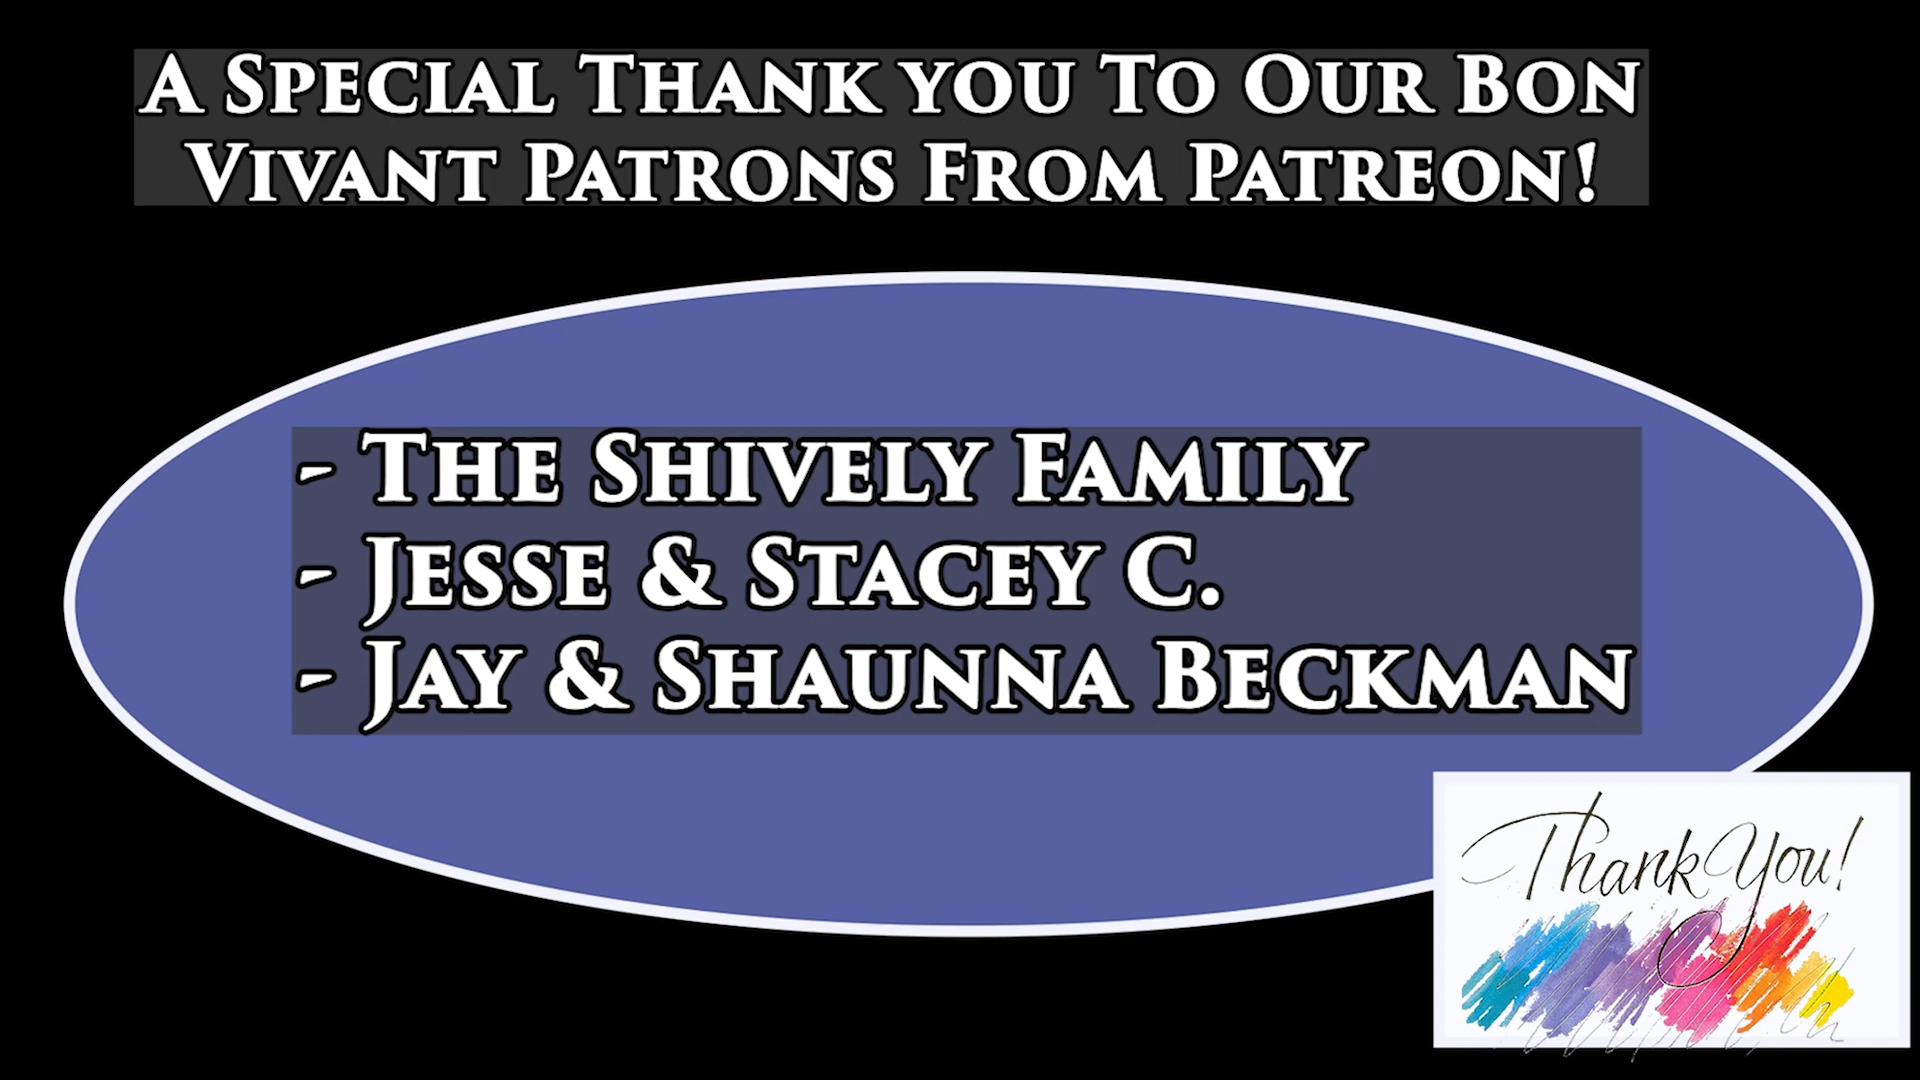 A Special Thank you To Our Bon
Vivant Patrons From Patreon!
- The Shively Family
- Jesse & Stacey C.
- Jay & Shaunna Beckman
Thank You!